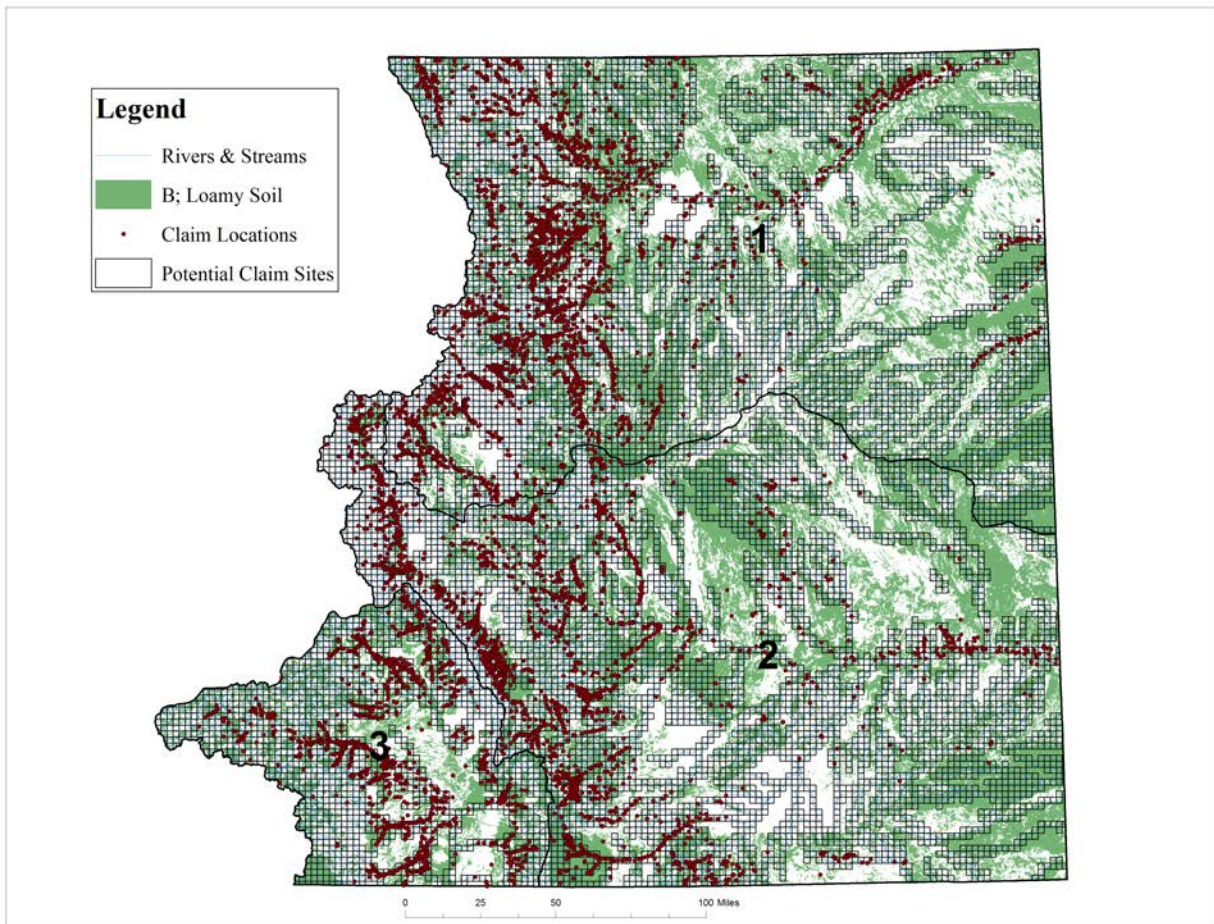 Legend
Rivers & Streams
B; Loamy Soil
Claim Locations
Potential Claim Sites
1
2
3
0 25 50 100 Miles